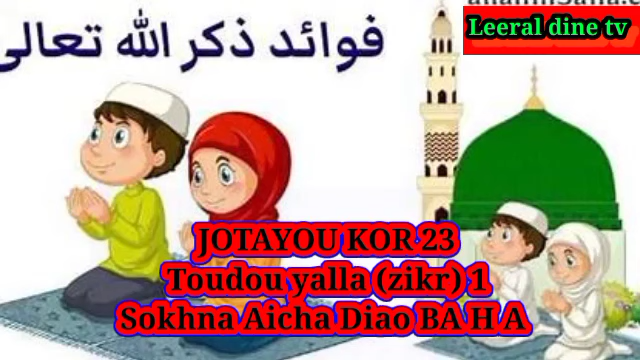 فوائد ذكر الله تعالى
Leeral dine tv
JOTAYOU KOR 23
Toudou yalla (zikr) 1
Sokhna Aicha Diao BA H A